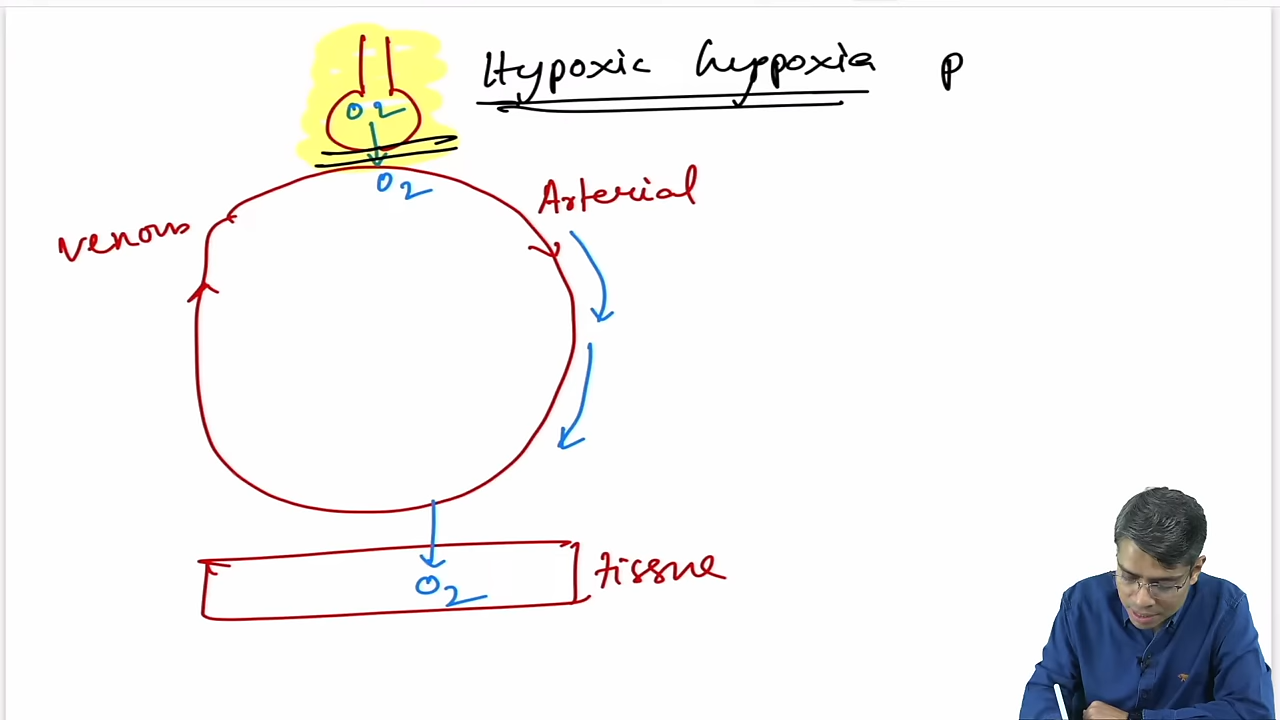 Hypoxic hypoxia p
O2
O2
Arterial
venous
O2
tissue